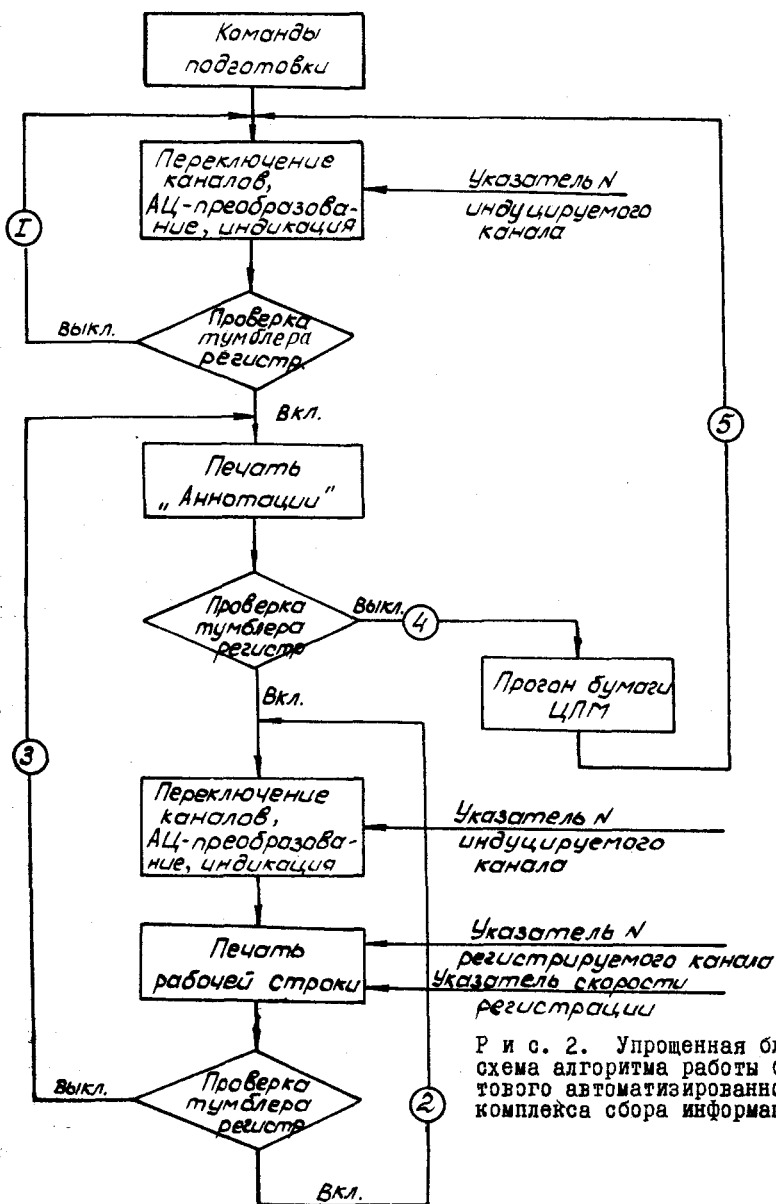 Команды
подготовки
Переключение
каналов,
АЦ-преобразова-
ние, индикация
Указатель N
индуцируемого
канала
I
Выкл.
Проверка
тумблера
регистр.
Вкл.
5
Печать
„Аннотации"
Проверка
тумблера
регистр
Выкл.
4
Прогон бумаги
ЦПМ
Вкл.
3
Переключение
каналов,
АЦ-преобразова-
ние, индикация
Указатель N
индуцируемого
канала
Печать
рабочей строки
Указатель N
регистрируемого канала
Указатель скорости
регистрации
Р и с. 2. Упрощенная
схема алгоритма работы
тового автоматизированно
комплекса сбора информа
Выкл.
Проверка
тумблера
регистр
2
Вкл.